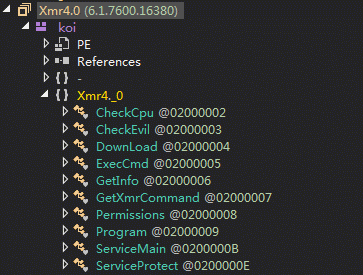 Xmr4.0 (6.1.7600.16380)
koi
PE
References
{ } -
{ } Xmr4._0
CheckCpu @02000002
CheckEvil @02000003
DownLoad @02000004
ExecCmd @02000005
GetInfo @02000006
GetXmrCommand @02000007
Permissions @02000008
Program @02000009
ServiceMain @0200000B
ServiceProtect @0200000E